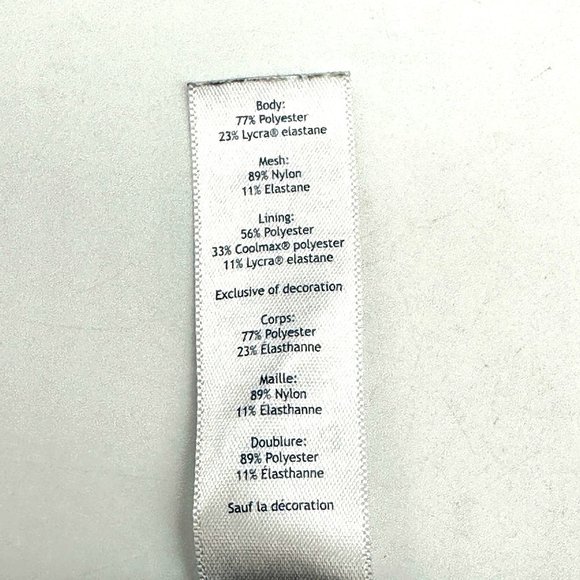 Body:
77% Polyester
23% Lycra® elastane
Mesh:
89% Nylon
11% Elastane
Lining:
56% Polyester
33% Coolmax® polyester
11% Lycra® elastane
Exclusive of decoration
Corps:
77% Polyester
23% Élasthanne
Maille:
89% Nylon
11% Élasthanne
Doublure:
89% Polyester
11% Élasthanne
Sauf la décoration